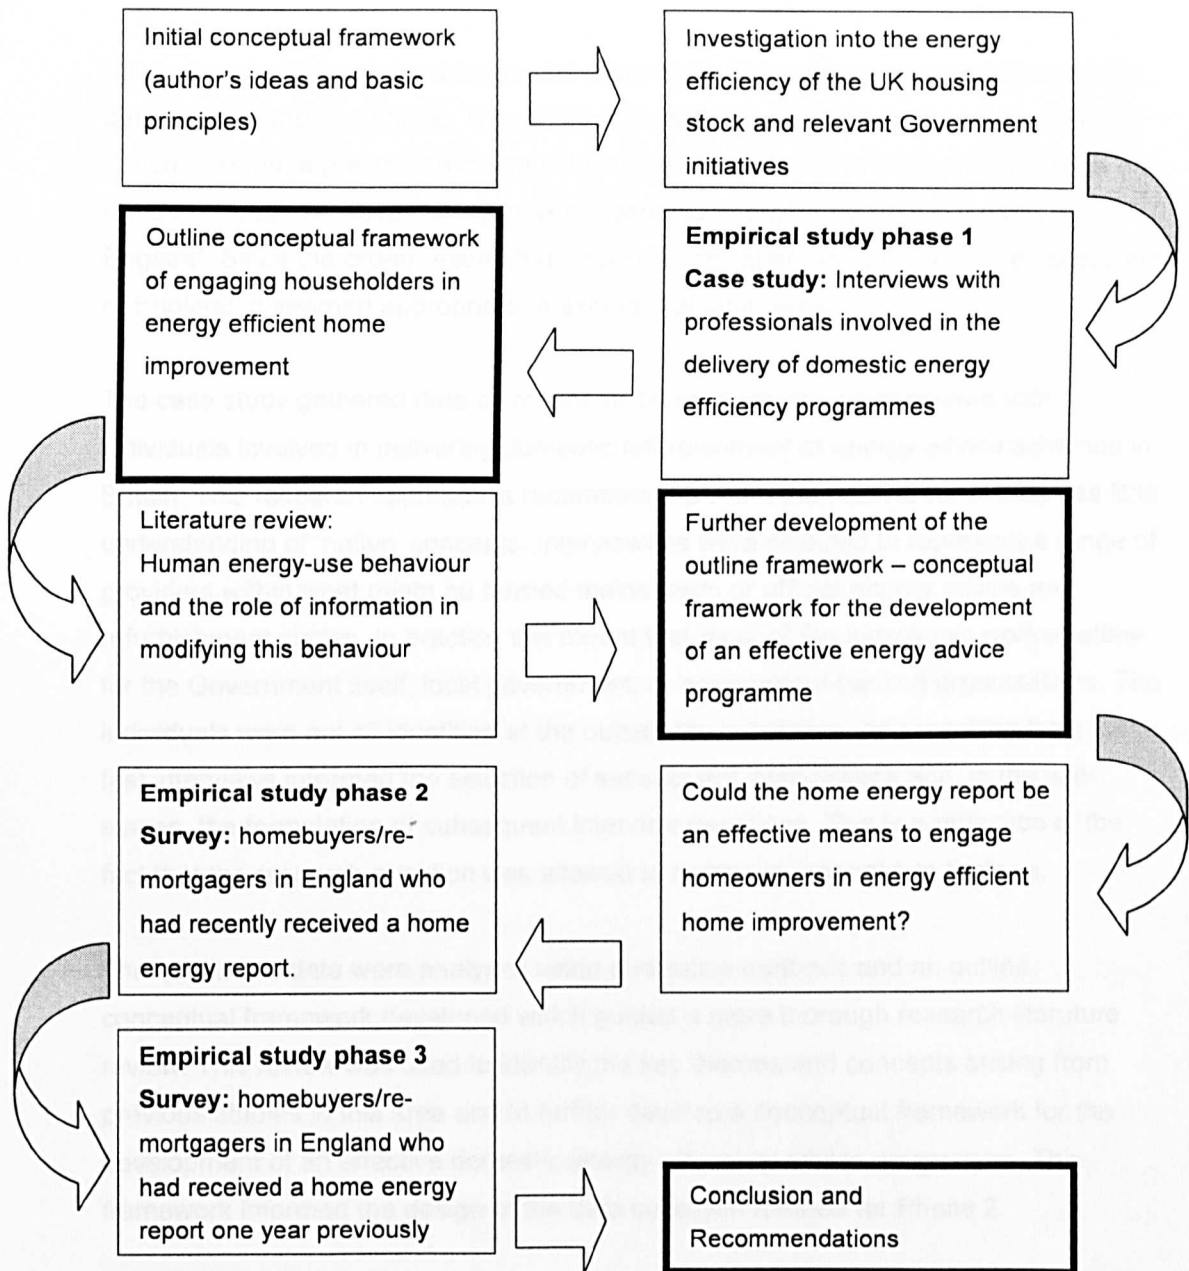 Initial conceptual framework
(author's ideas and basic
principles)
Investigation into the energy
efficiency of the UK housing
stock and relevant Government
initiatives
Empirical study phase 1
Case study: Interviews with
professionals involved in the
delivery of domestic energy
efficiency programmes
Outline conceptual framework
of engaging householders in
energy efficient home
improvement
Literature review:
Human energy-use behaviour
and the role of information in
modifying this behaviour
Further development of the
outline framework – conceptual
framework for the development
of an effective energy advice
programme
Could the home energy report be
an effective means to engage
homeowners in energy efficient
home improvement?
Empirical study phase 2
Survey: homebuyers/re-
mortgagers in England who
had recently received a home
energy report.
Empirical study phase 3
Survey: homebuyers/re-
mortgagers in England who
had received a home energy
report one year previously
Conclusion and
Recommendations